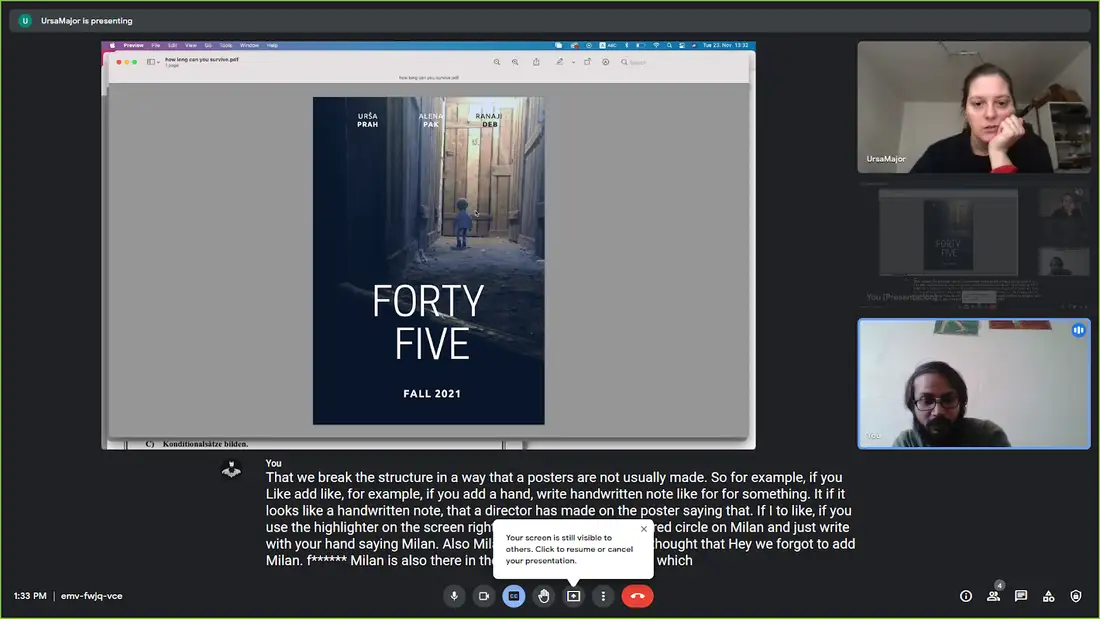 U UrsaMajor is presenting
Preview File Edit View Go Tools Window Help
ABC
Tue 23. Nov 13:32
how long can you survive.pdf
1 page
Search
how long can you survive.pdf
URŠA ALENA RANAJI
PRAH PAK DEB
FORTY
FIVE
FALL 2021
C) Konditionalsätze bilden.
UrsaMajor
FORTY
FIVE
You (Presentation)
You
You
That we break the structure in a way that a posters are not usually made. So for example, if you
Like add like, for example, if you add a hand, write handwritten note like for for something. It if it
looks like a handwritten note, that a director has made on the poster saying that. If I to like, if you
use the highlighter on the screen right red circle on Milan and just write
with your hand saying Milan. Also Mil thought that Hey we forgot to add
Milan. f****** Milan is also there in the which
Your screen is still visible to
others. Click to resume or cancel
your presentation.
1:33 PM | emv-fwjq-vce
4